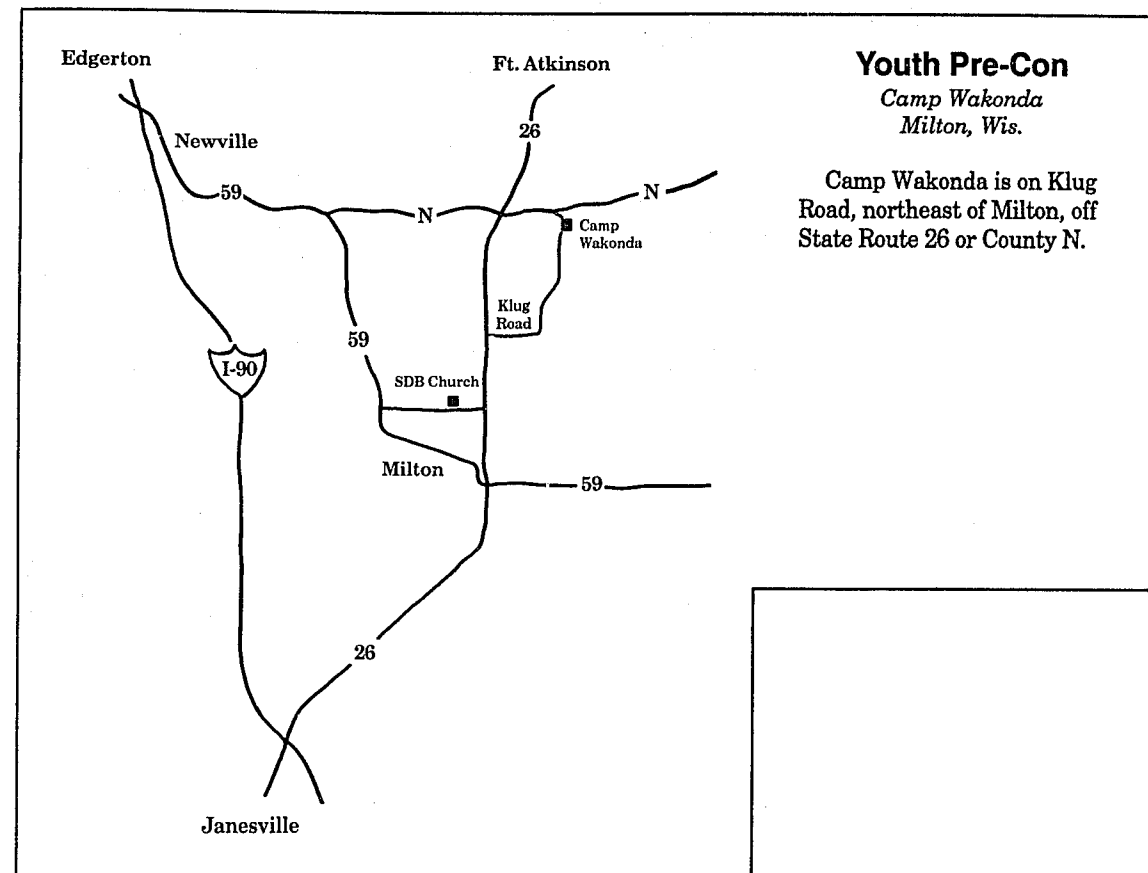 Edgerton
Ft. Atkinson
26
Newville
59
N
N
Camp
Wakonda
Klug
Road
59
I-90
SDB Church
Milton
59
26
Janesville
Youth Pre-Con
Camp Wakonda
Milton, Wis.
Camp Wakonda is on Klug
Road, northeast of Milton, off
State Route 26 or County N.